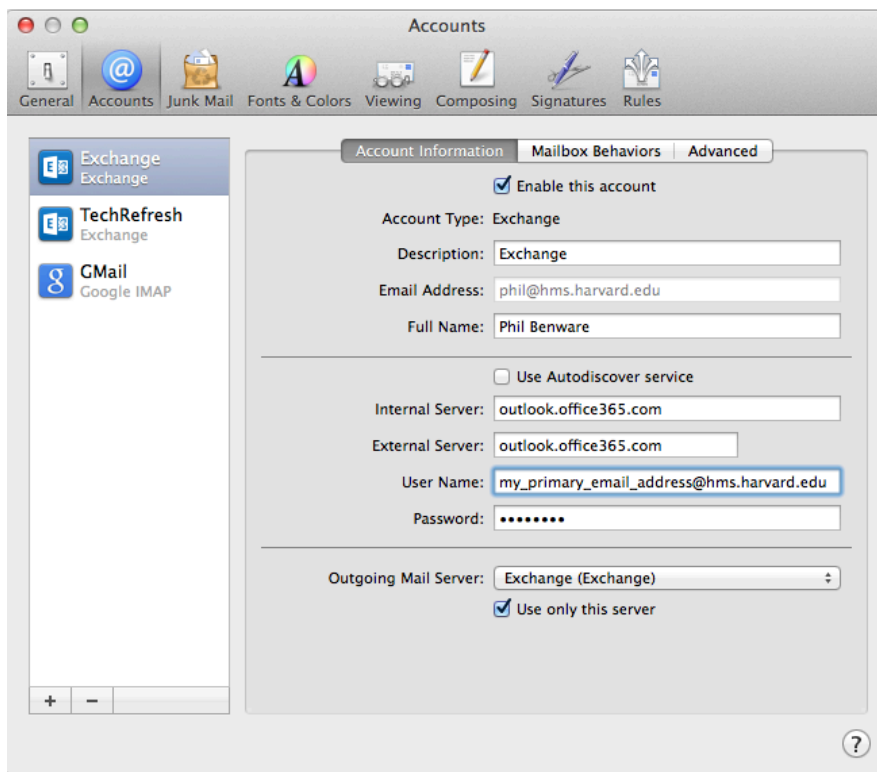 Accounts
General Accounts Junk Mail Fonts & Colors Viewing Composing Signatures Rules
Exchange
Exchange
TechRefresh
Exchange
GMail
Google IMAP
+ −
Account Information Mailbox Behaviors Advanced
Enable this account
Account Type: Exchange
Description: Exchange
Email Address: phil@hms.harvard.edu
Full Name: Phil Benware
Use Autodiscover service
Internal Server: outlook.office365.com
External Server: outlook.office365.com
User Name: my_primary_email_address@hms.harvard.edu
Password: ••••••••
Outgoing Mail Server: Exchange (Exchange)
Use only this server
?